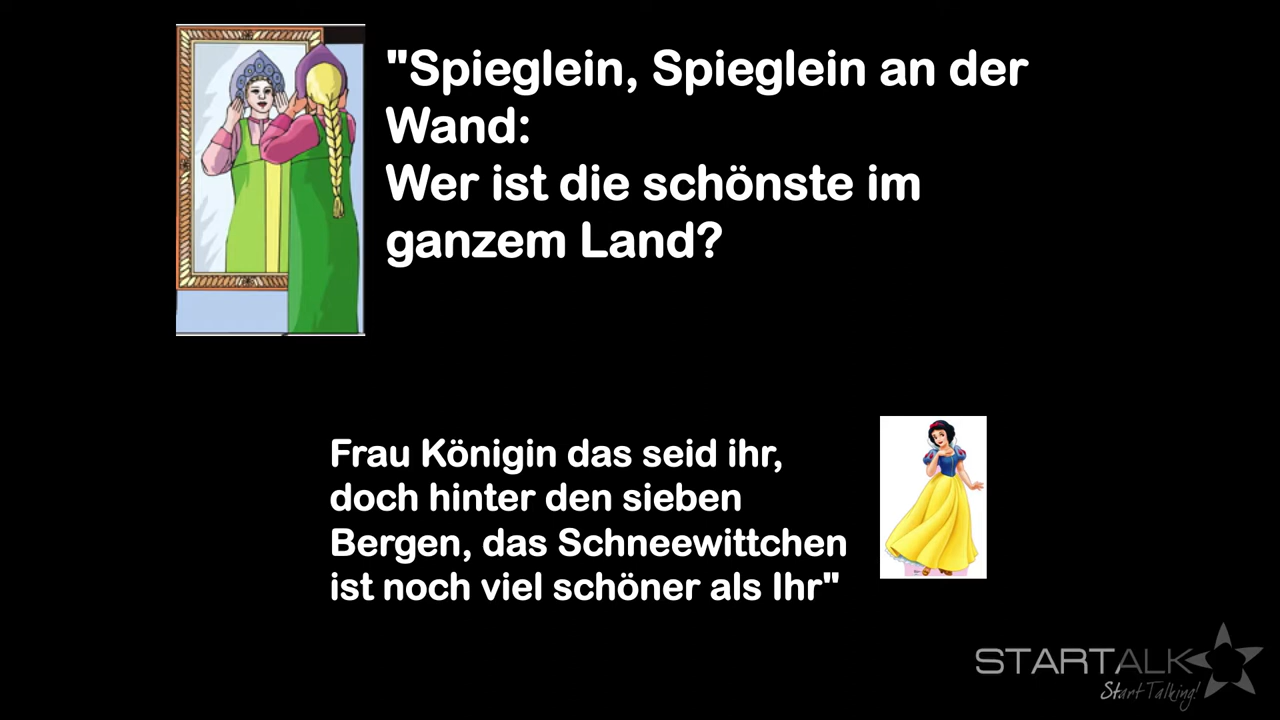 "Spieglein, Spieglein an der
Wand:
Wer ist die schönste im
ganzem Land?
Frau Königin das seid ihr,
doch hinter den sieben
Bergen, das Schneewittchen
ist noch viel schöner als Ihr"
STARTALK
Start Talking!